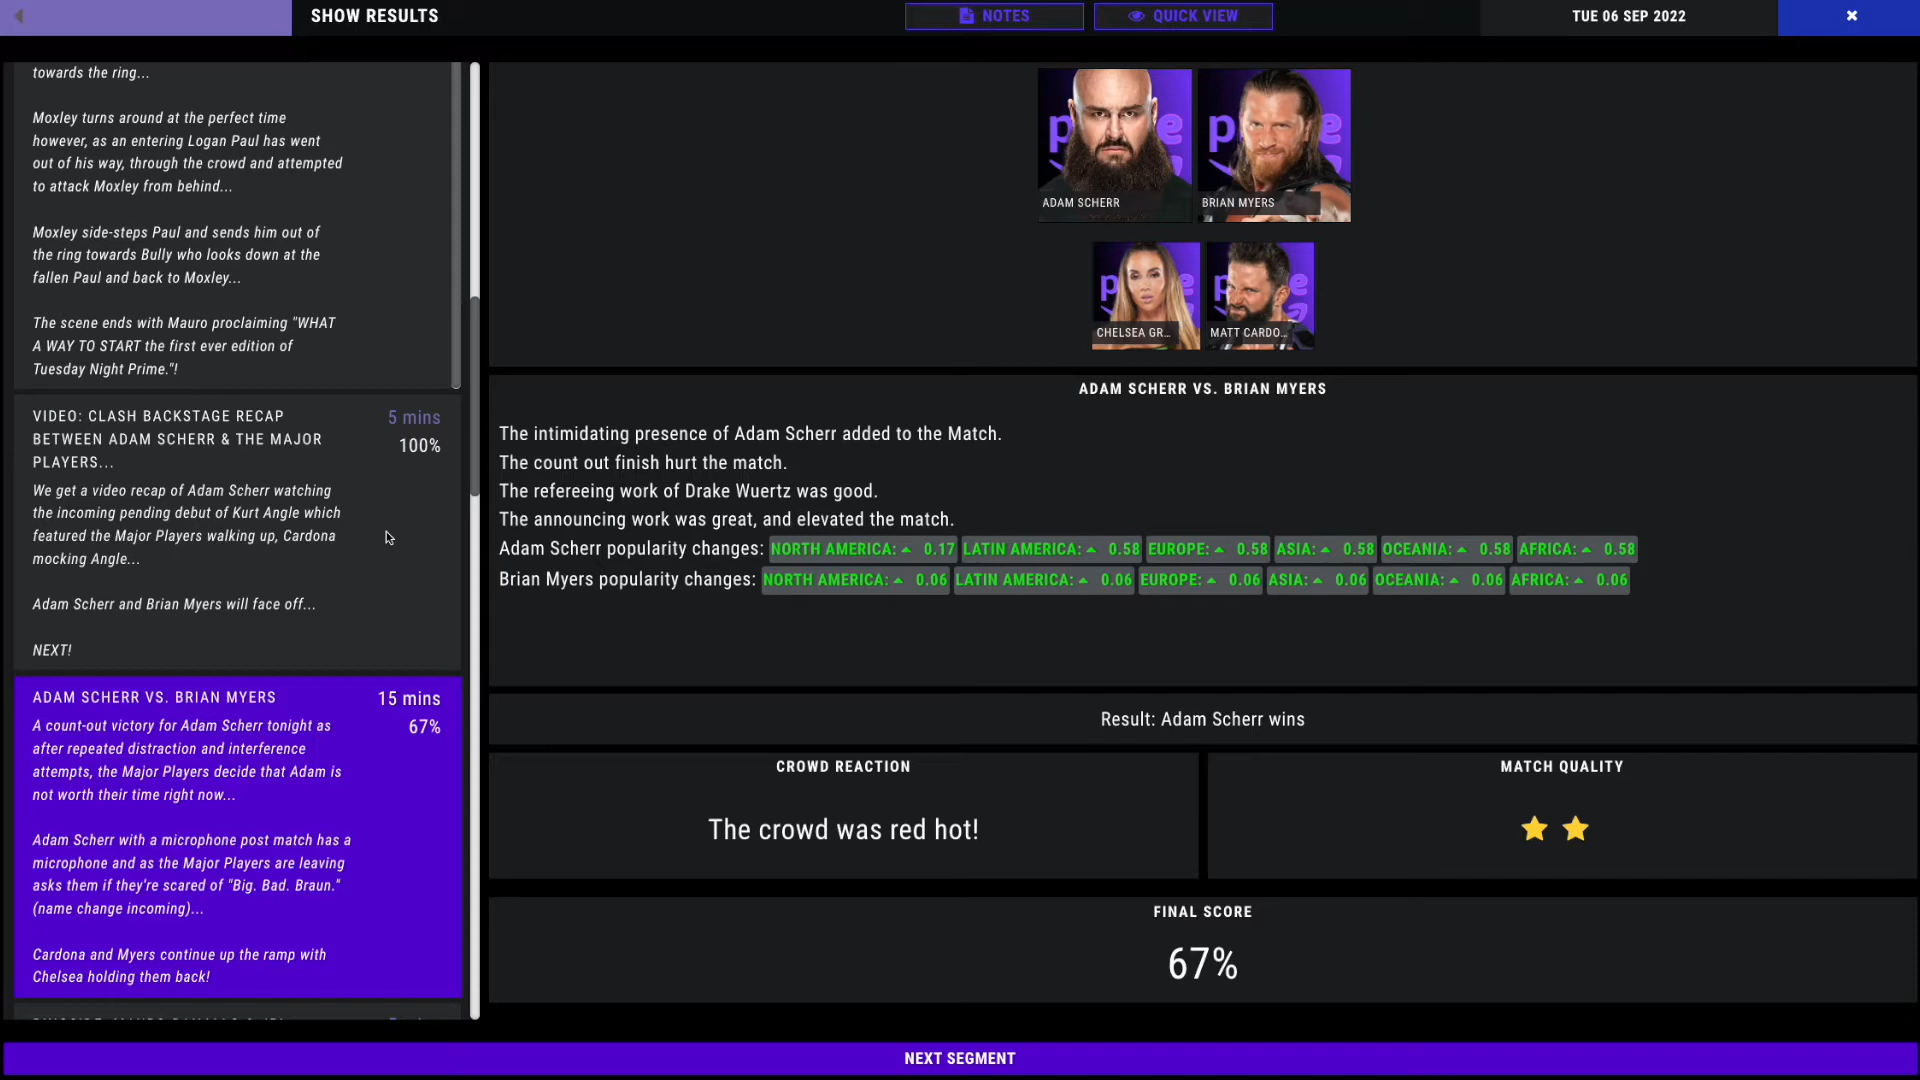 SHOW RESULTS
NOTES
QUICK VIEW
TUE 06 SEP 2022
towards the ring...
Moxley turns around at the perfect time
however, as an entering Logan Paul has went
out of his way, through the crowd and attempted
to attack Moxley from behind...
Moxley side-steps Paul and sends him out of
the ring towards Bully who looks down at the
fallen Paul and back to Moxley...
The scene ends with Mauro proclaiming "WHAT
A WAY TO START the first ever edition of
Tuesday Night Prime."!
VIDEO: CLASH BACKSTAGE RECAP
BETWEEN ADAM SCHERR & THE MAJOR
PLAYERS...
5 mins
100%
We get a video recap of Adam Scherr watching
the incoming pending debut of Kurt Angle which
featured the Major Players walking up, Cardona
mocking Angle...
Adam Scherr and Brian Myers will face off...
NEXT!
ADAM SCHERR VS. BRIAN MYERS
15 mins
67%
A count-out victory for Adam Scherr tonight as
after repeated distraction and interference
attempts, the Major Players decide that Adam is
not worth their time right now...
Adam Scherr with a microphone post match has a
microphone and as the Major Players are leaving
asks them if they're scared of "Big. Bad. Braun."
(name change incoming)...
Cardona and Myers continue up the ramp with
Chelsea holding them back!
ADAM SCHERR
BRIAN MYERS
CHELSEA GR...
MATT CARDO...
ADAM SCHERR VS. BRIAN MYERS
The intimidating presence of Adam Scherr added to the Match.
The count out finish hurt the match.
The refereeing work of Drake Wuertz was good.
The announcing work was great, and elevated the match.
Adam Scherr popularity changes: NORTH AMERICA: 0.17 LATIN AMERICA: 0.58 EUROPE: 0.58 ASIA: 0.58 OCEANIA: 0.58 AFRICA: 0.58
Brian Myers popularity changes: NORTH AMERICA: 0.06 LATIN AMERICA: 0.06 EUROPE: 0.06 ASIA: 0.06 OCEANIA: 0.06 AFRICA: 0.06
Result: Adam Scherr wins
CROWD REACTION
The crowd was red hot!
MATCH QUALITY
FINAL SCORE
67%
NEXT SEGMENT